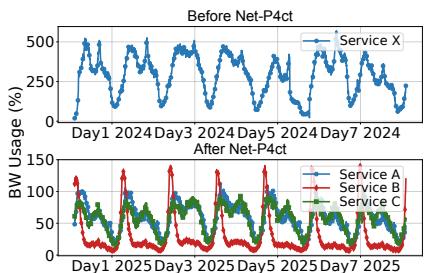 Before Net-P4ct
500
250
0
Service X
Day1 2024 Day3 2024 Day5 2024 Day7 2024
BW Usage (%)
After Net-P4ct
150
100
50
0
Service A
Service B
Service C
Day1 2025 Day3 2025 Day5 2025 Day7 2025